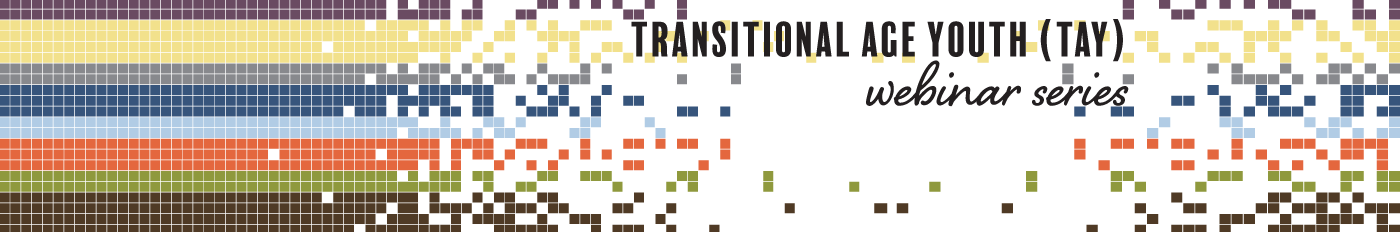 TRANSITIONAL AGE YOUTH (TAY)
webinar series